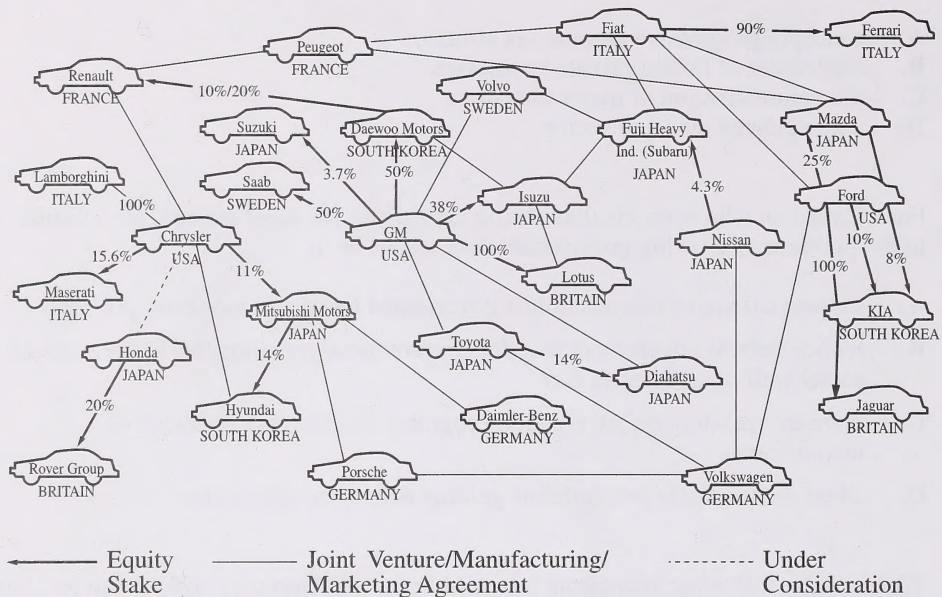 Fiat
ITALY
90%
Ferrari
ITALY
Peugeot
FRANCE
Renault
FRANCE
10%/20%
Volvo
SWEDEN
Suzuki
JAPAN
Daewoo Motors
SOUTH KOREA
Fuji Heavy
Ind. (Subaru)
JAPAN
Mazda
JAPAN
25%
Lamborghini
ITALY
100%
Saab
SWEDEN
3.7%
50%
50%
38%
Isuzu
JAPAN
4.3%
Ford
USA
10%
8%
100%
Chrysler
USA
15.6%
11%
GM
USA
100%
Nissan
JAPAN
Lotus
BRITAIN
Maserati
ITALY
Mitsubishi Motors
JAPAN
KIA
SOUTH KOREA
Honda
JAPAN
14%
Toyota
JAPAN
14%
Diahatsu
JAPAN
20%
Hyundai
SOUTH KOREA
Daimler-Benz
GERMANY
Jaguar
BRITAIN
Rover Group
BRITAIN
Porsche
GERMANY
Volkswagen
GERMANY
Equity
Stake
Joint Venture/Manufacturing/
Marketing Agreement
Under
Consideration